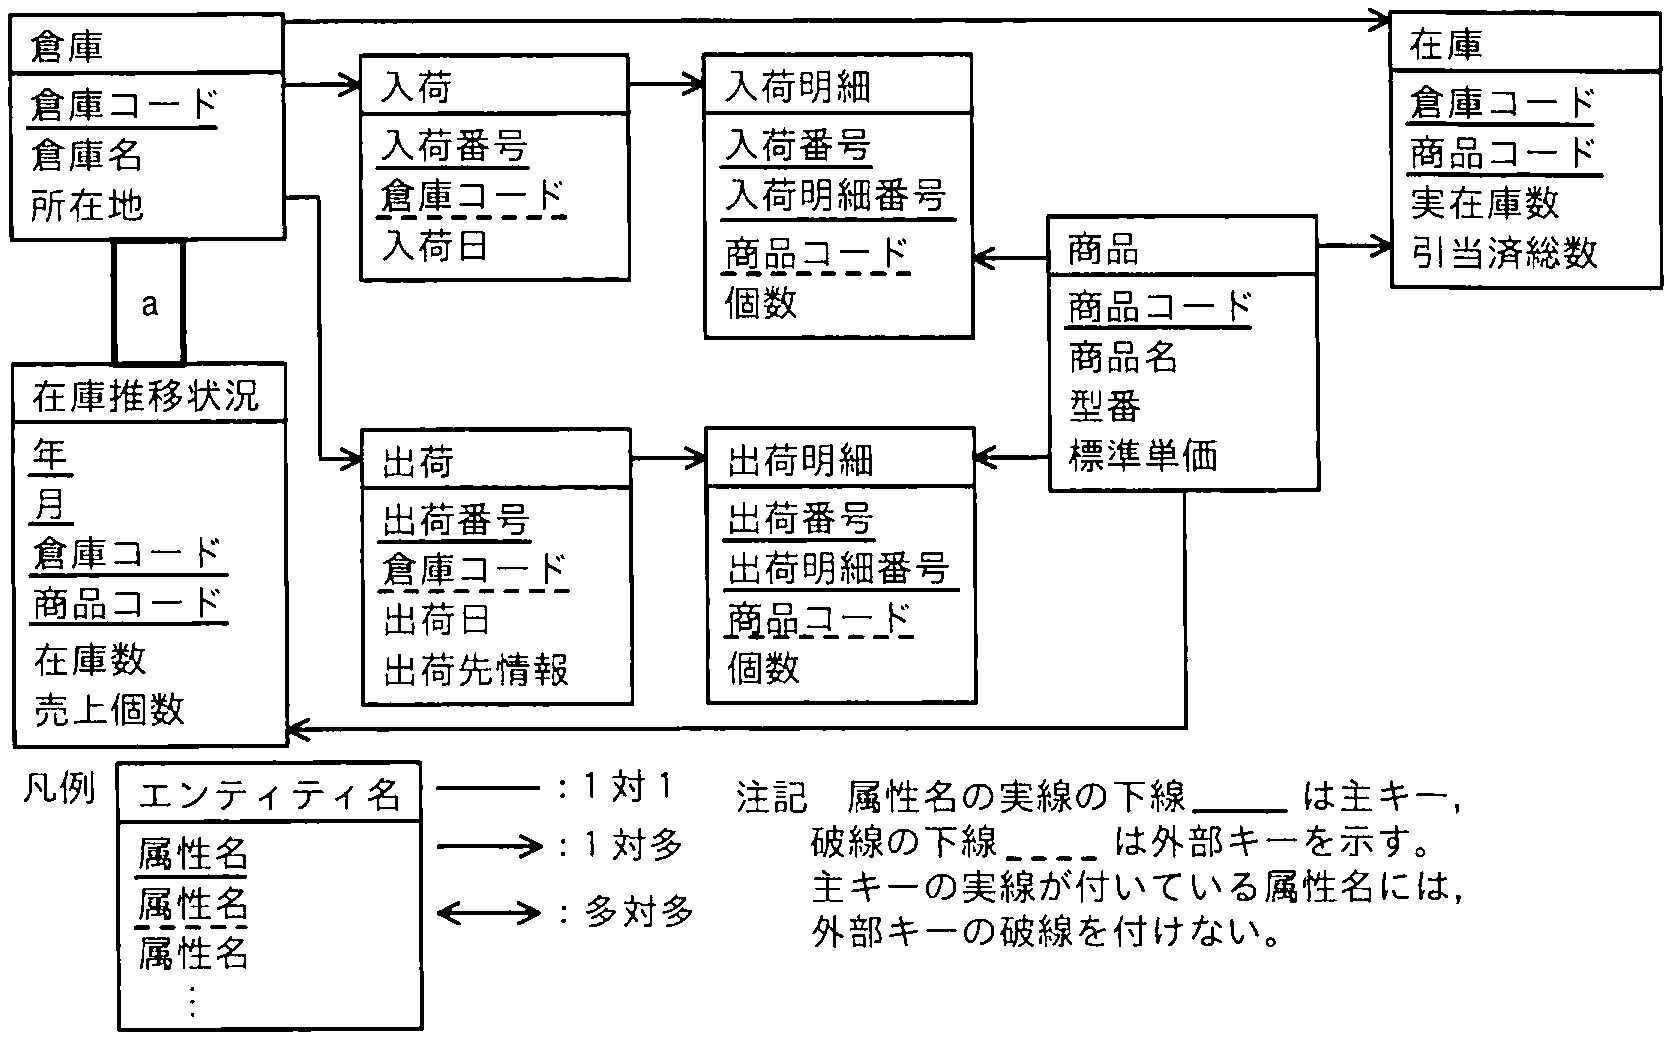 倉庫
倉庫コード
倉庫名
所在地
a
在庫推移状況
年
月
倉庫コード
商品コード
在庫数
売上個数
入荷
入荷番号
倉庫コード
入荷日
入荷明細
入荷番号
入荷明細番号
商品コード
個数
出荷
出荷番号
倉庫コード
出荷日
出荷先情報
出荷明細
出荷番号
出荷明細番号
商品コード
個数
商品
商品コード
商品名
型番
標準単価
在庫
倉庫コード
商品コード
実在庫数
引当済総数
凡例
エンティティ名
属性名
属性名
属性名
⋮
：1対1
：1対多
：多対多
注記　属性名の実線の下線____は主キー，
破線の下線_ _ _ _は外部キーを示す。
主キーの実線が付いている属性名には，
外部キーの破線を付けない。